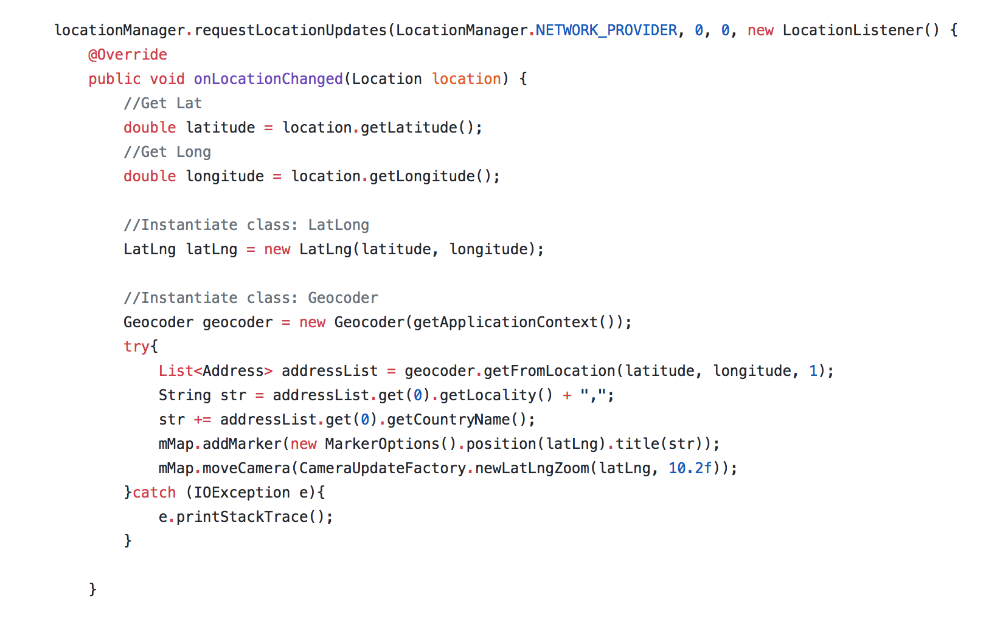 locationManager.requestLocationUpdates(LocationManager.NETWORK_PROVIDER, 0, 0, new LocationListener() {
@Override
public void onLocationChanged(Location location) {
//Get Lat
double latitude = location.getLatitude();
//Get Long
double longitude = location.getLongitude();
//Instantiate class: LatLong
LatLng latLng = new LatLng(latitude, longitude);
//Instantiate class: Geocoder
Geocoder geocoder = new Geocoder(getApplicationContext());
try{
List<Address> addressList = geocoder.getFromLocation(latitude, longitude, 1);
String str = addressList.get(0).getLocality() + ",";
str += addressList.get(0).getCountryName();
mMap.addMarker(new MarkerOptions().position(latLng).title(str));
mMap.moveCamera(CameraUpdateFactory.newLatLngZoom(latLng, 10.2f));
}catch (IOException e){
e.printStackTrace();
}
}